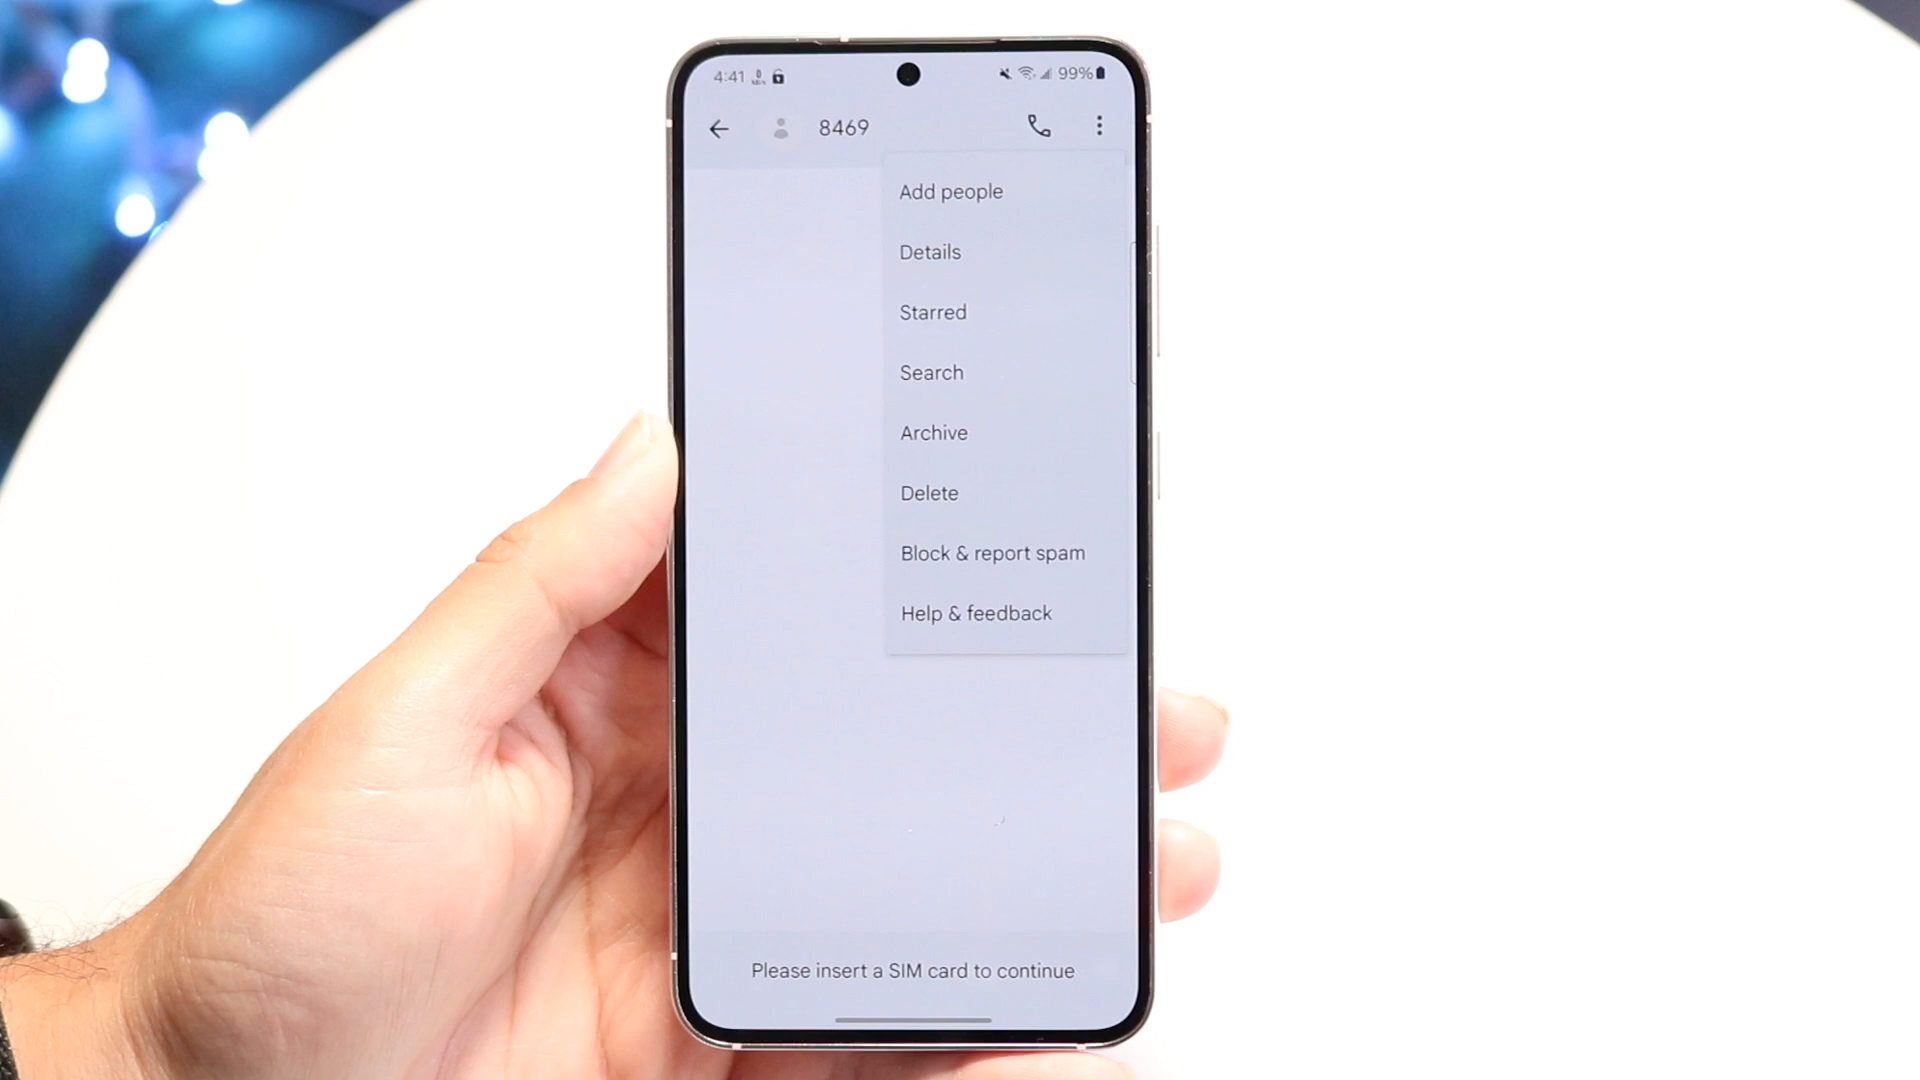 4:41
99%
8469
Add people
Details
Starred
Search
Archive
Delete
Block & report spam
Help & feedback
Please insert a SIM card to continue